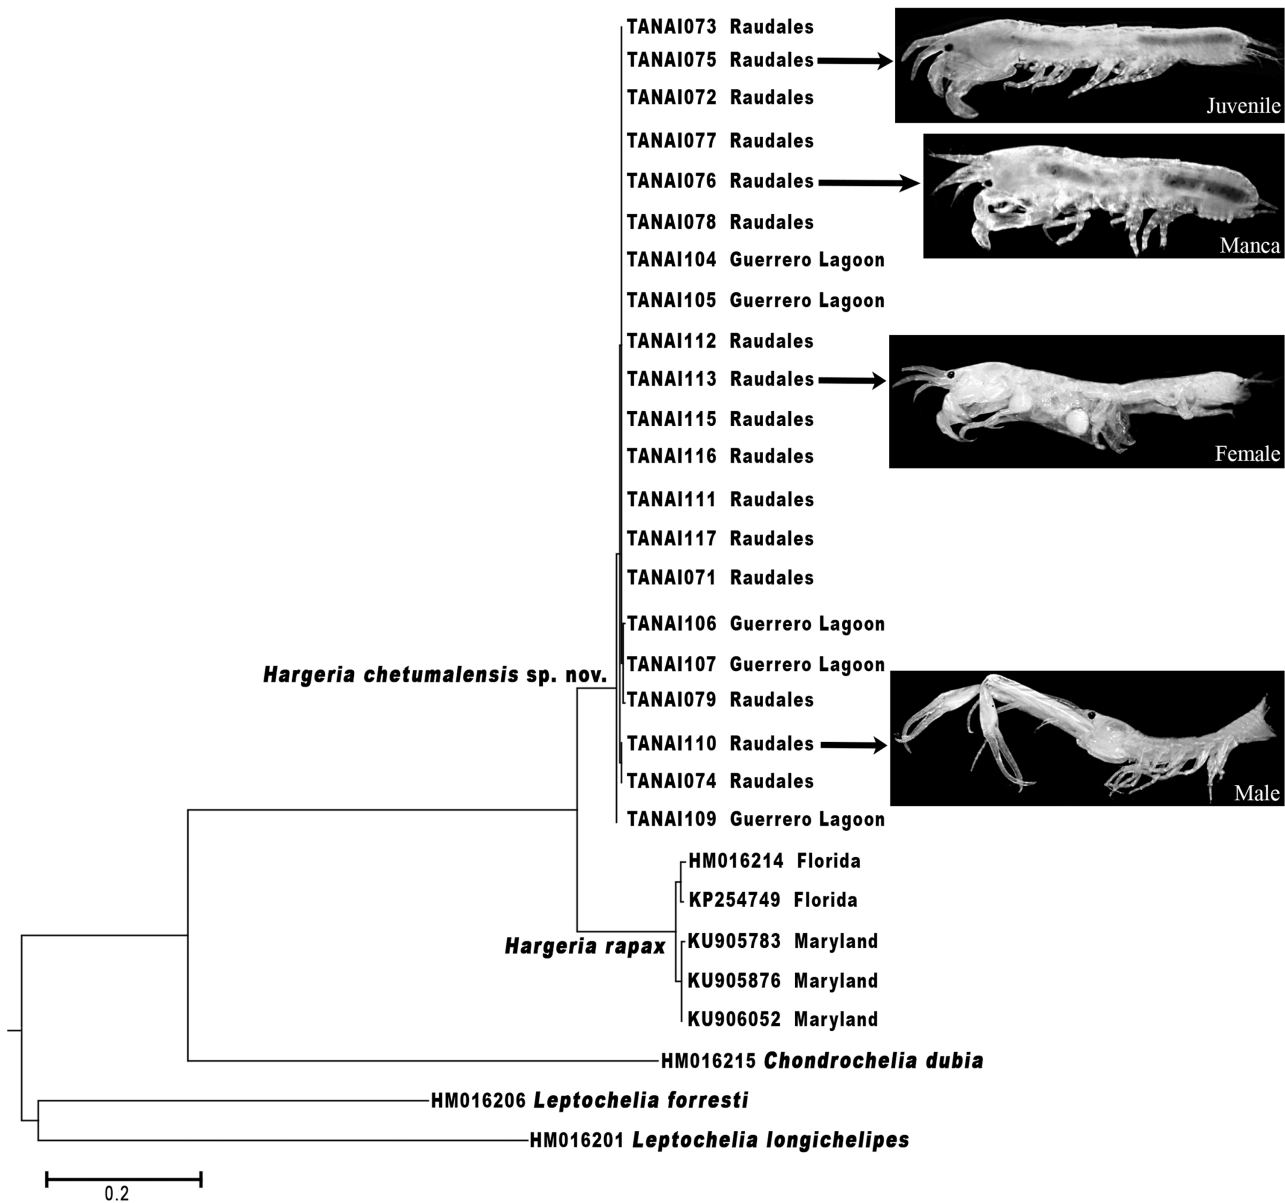 TANAI073 Raudales
TANAI075 Raudales
Juvenile
TANAI072 Raudales
TANAI077 Raudales
TANAI076 Raudales
Manca
TANAI078 Raudales
TANAI104 Guerrero Lagoon
TANAI105 Guerrero Lagoon
TANAI112 Raudales
TANAI113 Raudales
Female
TANAI115 Raudales
TANAI116 Raudales
TANAI111 Raudales
TANAI117 Raudales
TANAI071 Raudales
TANAI106 Guerrero Lagoon
TANAI107 Guerrero Lagoon
Hargeria chetumalensis sp. nov.
TANAI079 Raudales
TANAI110 Raudales
Male
TANAI074 Raudales
TANAI109 Guerrero Lagoon
HM016214 Florida
KP254749 Florida
KU905783 Maryland
Hargeria rapax
KU905876 Maryland
KU906052 Maryland
HM016215 Chondrochelia dubia
HM016206 Leptochelia forresti
HM016201 Leptochelia longichelipes
0.2